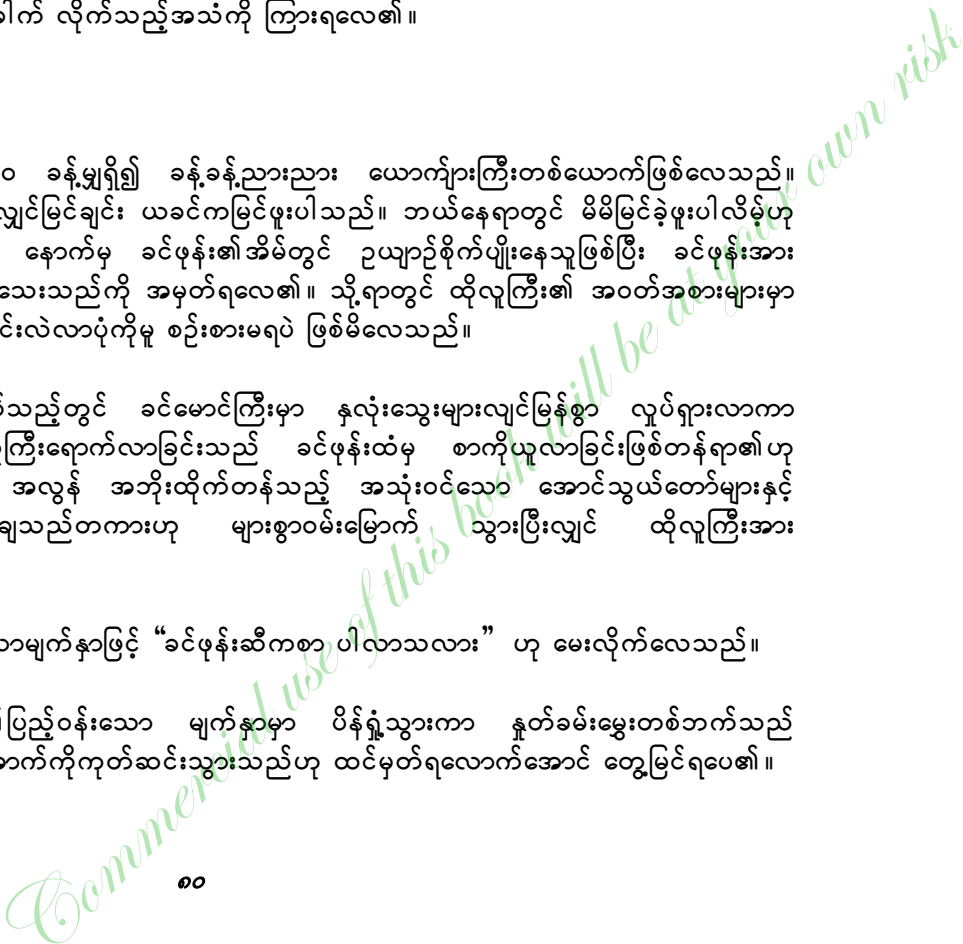 ခေါက် လိုက်သည့်အသံကို ကြားရလေ၏။
ဝ ခန့်မျှရှိ၍ ခန့်ခန့်ညားညား ယောက်ျားကြီးတစ်ယောက်ဖြစ်လေသည်။
လျှင်မြင်ချင်း ယခင်ကမြင်ဖူးပါသည်။ ဘယ်နေရာတွင် မိမိမြင်ခဲ့ဖူးပါလိမ့်ဟု
နောက်မှ ခင်ဖုန်း၏အိမ်တွင် ဥယျာဉ်စိုက်ပျိုးနေသူဖြစ်ပြီး ခင်ဖုန်းအား
သေးသည်ကို အမှတ်ရလေ၏။ သို့ရာတွင် ထိုလူကြီး၏ အဝတ်အစားများမှာ
င်းလဲလာပုံကိုမူ စဉ်းစားမရပဲ ဖြစ်မိလေသည်။
သည့်တွင် ခင်မောင်ကြီးမှာ နှလုံးသွေးများလျင်မြန်စွာ လှုပ်ရှားလာကာ
ကြီးရောက်လာခြင်းသည် ခင်ဖုန်းထံမှ စာကိုယူလာခြင်းဖြစ်တန်ရာ၏ဟု
အလွန် အဘိုးထိုက်တန်သည့် အသုံးဝင်သော အောင်သွယ်တော်များနှင့်
ချသည်တကားဟု များစွာဝမ်းမြောက် သွားပြီးလျှင် ထိုလူကြီးအား
သာမျက်နှာဖြင့် “ခင်ဖုန်းဆီကစာ ပါလာသလား” ဟု မေးလိုက်လေသည်။
ပြည့်ဝန်းသော မျက်နှာမှာ ပိန်ရှုံ့သွားကာ နှုတ်ခမ်းမွှေးတစ်ဘက်သည်
အောက်ကိုကုတ်ဆင်းသွားသည်ဟု ထင်မှတ်ရလောက်အောင် တွေ့မြင်ရပေ၏။
၈၀
Commercial use of this book will be at your own risk